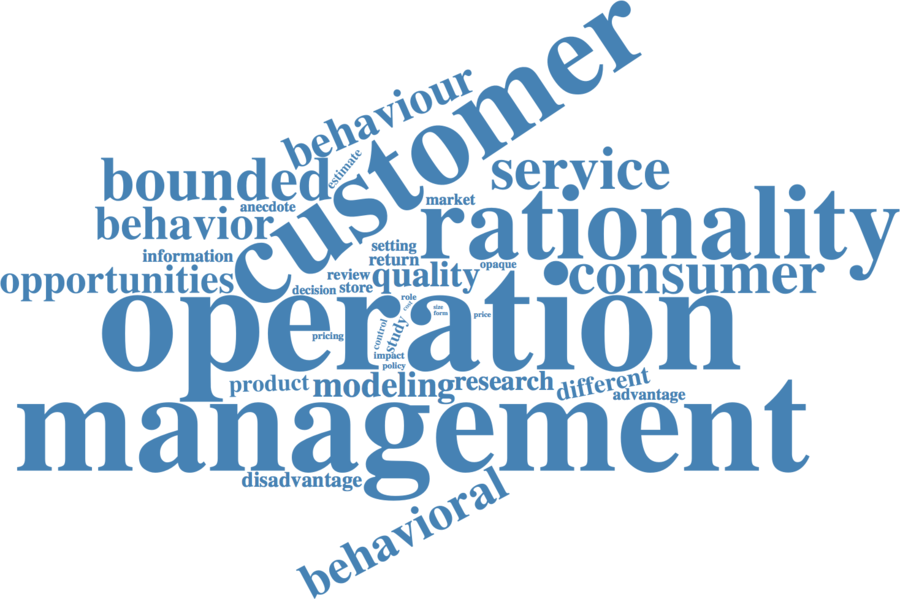 customer
behaviour
estimate
bounded
service
anecdote
market
behavior
rationality
setting
information
return
opaque
opportunities
review
quality
consumer
decision
store
role
tool
size
form
price
operation
control
study
pricing
impact
policy
product
modeling
research
different
advantage
management
disadvantage
behavioral